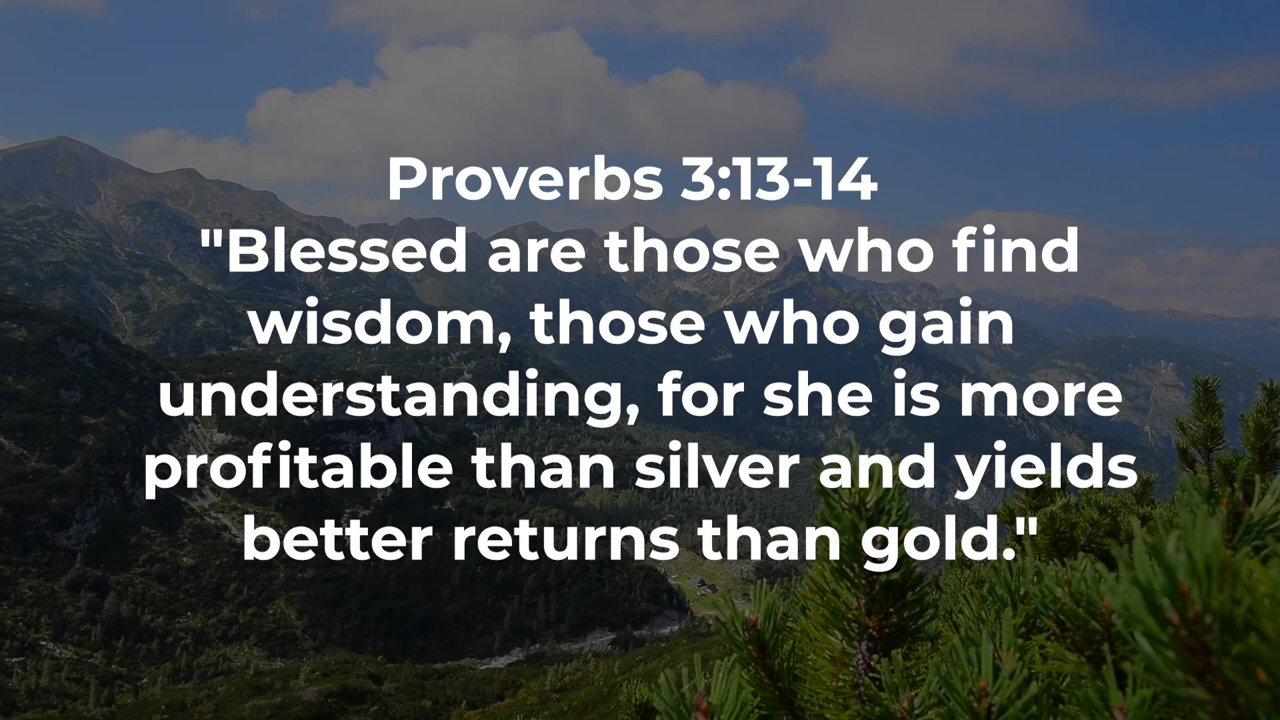 Proverbs 3:13-14
"Blessed are those who find
wisdom, those who gain
understanding, for she is more
profitable than silver and yields
better returns than gold."